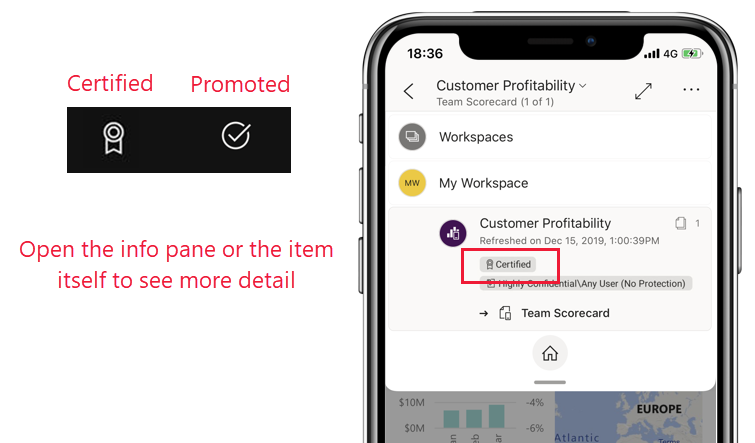 Certified
Promoted
Open the info pane or the item
itself to see more detail
18:36
4G
Customer Profitability
Team Scorecard (1 of 1)
Workspaces
MW
My Workspace
Customer Profitability
1
Refreshed on Dec 15, 2019, 1:00:39PM
Certified
Highly Confidential\Any User (No Protection)
Team Scorecard
$10M
-4%
EUROPE
$0M
-6%
Atlantic